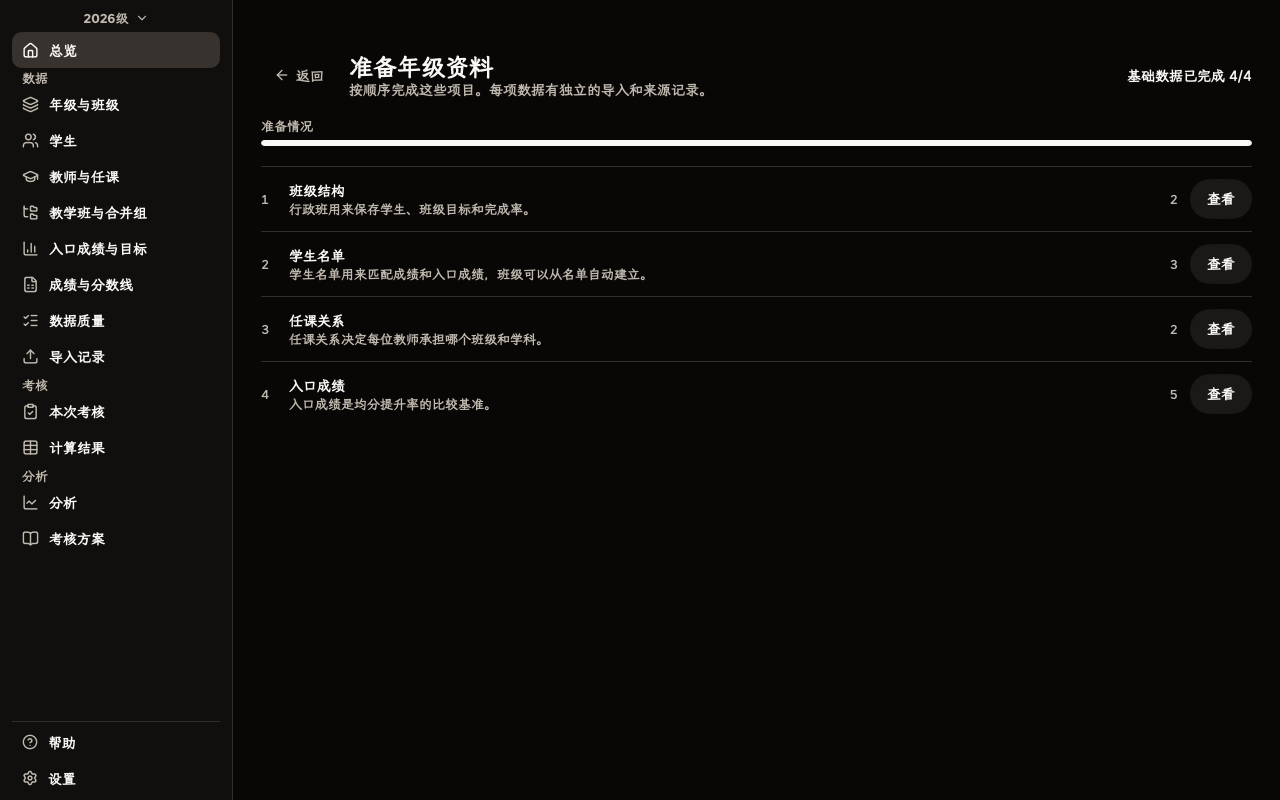 2026级
总览
数据
年级与班级
学生
教师与任课
教学班与合并组
入口成绩与目标
成绩与分数线
数据质量
导入记录
考核
本次考核
计算结果
分析
分析
考核方案
帮助
设置
返回
准备年级资料
按顺序完成这些项目。每项数据有独立的导入和来源记录。
基础数据已完成 4/4
准备情况
1
班级结构
行政班用来保存学生、班级目标和完成率。
2
查看
2
学生名单
学生名单用来匹配成绩和入口成绩，班级可以从名单自动建立。
3
查看
3
任课关系
任课关系决定每位教师承担哪个班级和学科。
2
查看
4
入口成绩
入口成绩是均分提升率的比较基准。
5
查看